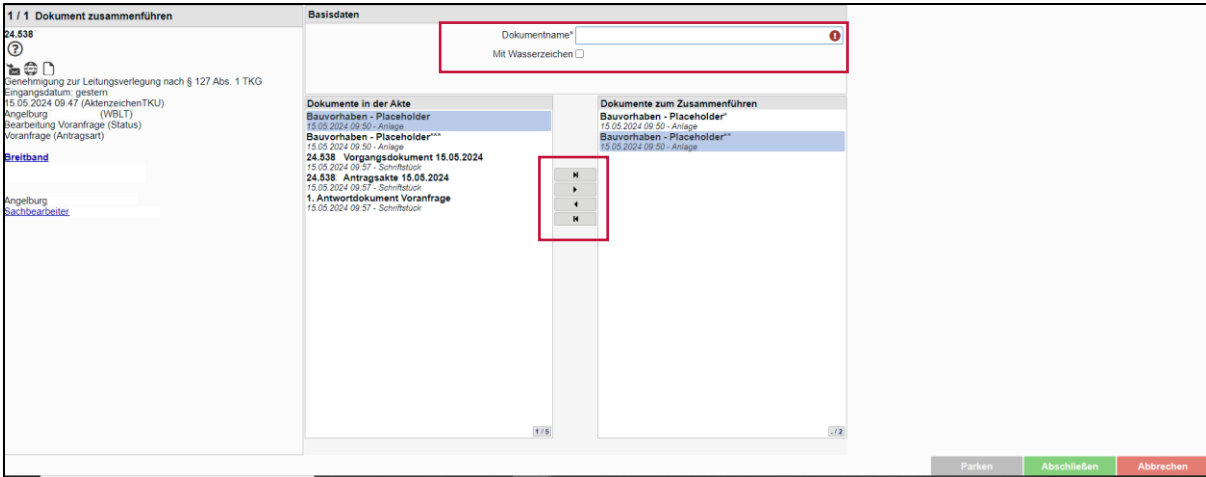 1 / 1 Dokument zusammenführen
24.538
Genehmigung zur Leitungsverlegung nach § 127 Abs. 1 TKG
Eingangsdatum: gestern
15.05.2024 09.47 (AktenzeichenTKU)
Angelburg (WBLT)
Bearbeitung Voranfrage (Status)
Voranfrage (Antragsart)
Breitband
Angelburg
Sachbearbeiter
Basisdaten
Dokumentname*
Mit Wasserzeichen
Dokumente in der Akte
Bauvorhaben - Placeholder
15.05.2024 09:50 - Anlage
Bauvorhaben - Placeholder***
15.05.2024 09:50 - Anlage
24.538 Vorgangsdokument 15.05.2024
15.05.2024 09:57 - Schriftstück
24.538: Antragsakte 15.05.2024
15.05.2024 09:57 - Schriftstück
1. Antwortdokument Voranfrage
15.05.2024 09:57 - Schriftstück
1 / 5
Dokumente zum Zusammenführen
Bauvorhaben - Placeholder*
15.05.2024 09:50 - Anlage
Bauvorhaben - Placeholder**
15.05.2024 09:50 - Anlage
. / 2
Parken
Abschließen
Abbrechen